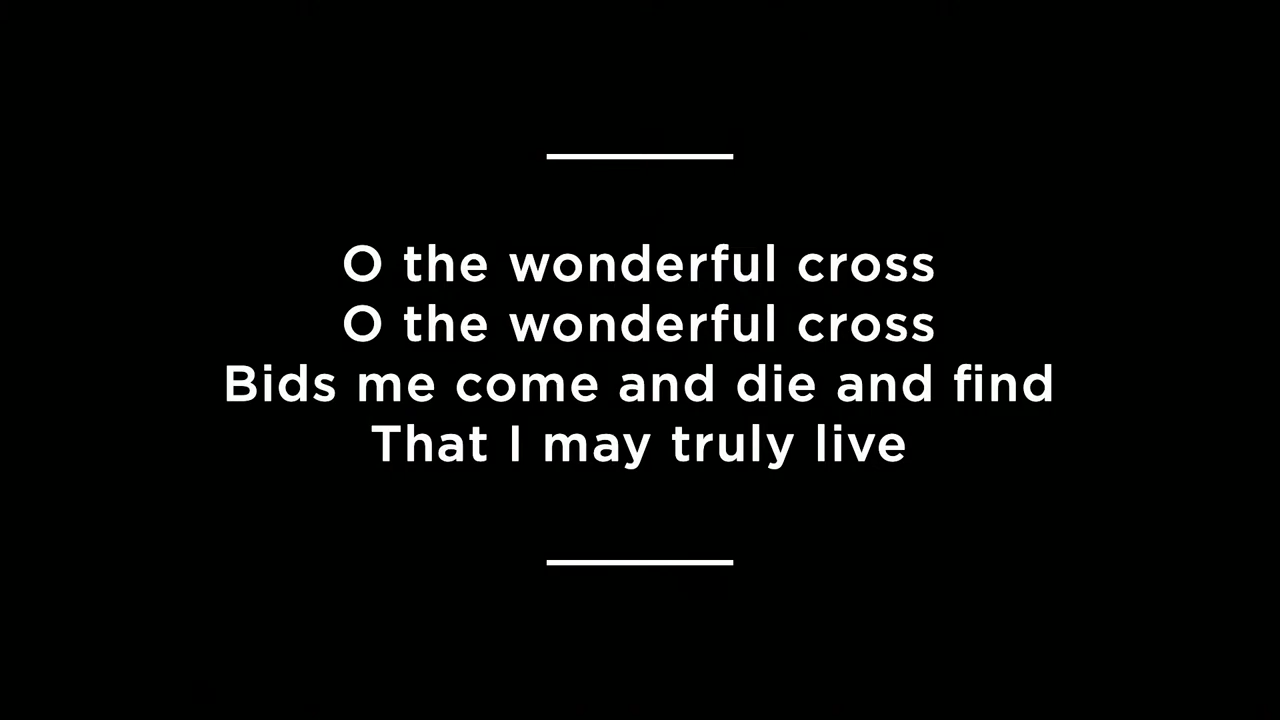 O the wonderful cross
O the wonderful cross
Bids me come and die and find
That I may truly live